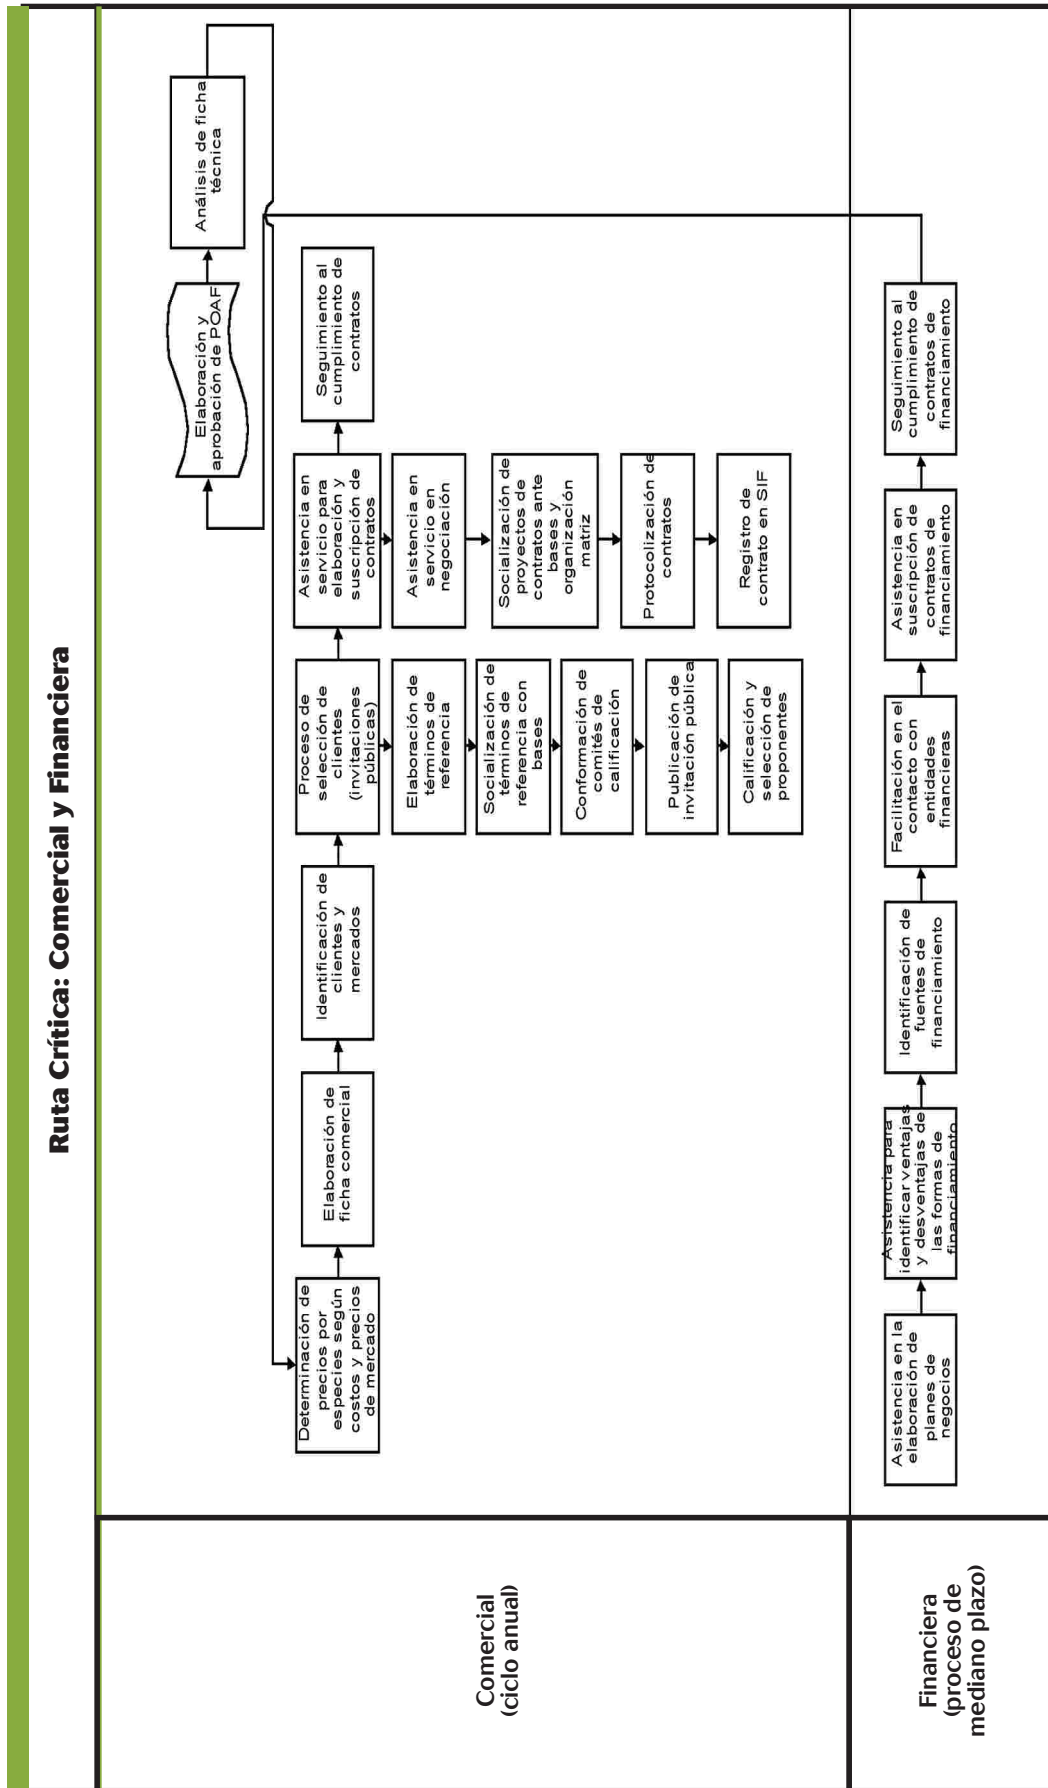 Ruta Crítica: Comercial y Financiera
Comercial
(ciclo anual)
Elaboración y
aprobación de POAF
Análisis de ficha
técnica
Determinación de
precios por
especies según
costos y precios
de mercado
Elaboración de
ficha comercial
Identificación de
clientes y
mercados
Proceso de
selección de
clientes
(invitaciones
públicas)
Elaboración de
términos de
referencia
Socialización de
términos de
referencia con
bases
Conformación de
comités de
calificación
Publicación de
invitación pública
Calificación y
selección de
proponentes
Asistencia en
servicio para
elaboración y
suscripción de
contratos
Asistencia en
servicio en
negociación
Socialización de
proyectos de
contratos ante
bases y
organización
matriz
Protocolización de
contratos
Registro de
contrato en SIF
Seguimiento al
cumplimiento de
contratos
Financiera
(proceso de
mediano plazo)
Asistencia en la
elaboración de
planes de
negocios
Asistencia para
identificar ventajas
y desventajas de
las formas de
financiamiento
Identificación de
fuentes de
financiamiento
Facilitación en el
contacto con
entidades
financieras
Asistencia en
suscripción de
contratos de
financiamiento
Seguimiento al
cumplimiento de
contratos de
financiamiento